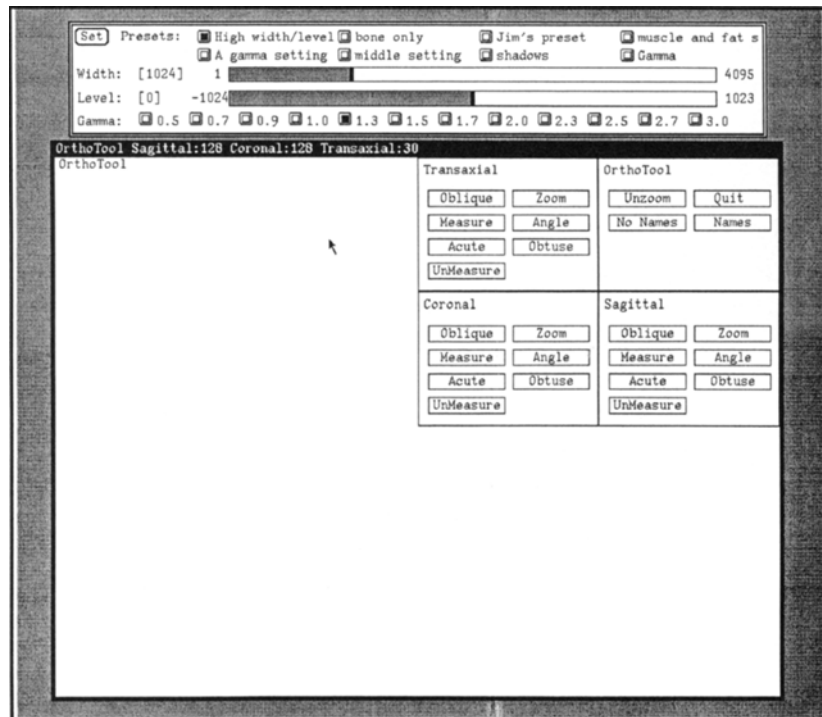 Set Presets: High width/level bone only Jim's preset muscle and fat s
A gamma setting middle setting shadows Gamma
Width: [1024] 1 4095
Level: [0] -1024 1023
Gamma: 0.5 0.7 0.9 1.0 1.3 1.5 1.7 2.0 2.3 2.5 2.7 3.0
OrthoTool Sagittal:128 Coronal:128 Transaxial:30
OrthoTool
Transaxial
Oblique Zoom
Measure Angle
Acute Obtuse
UnMeasure
OrthoTool
Unzoom Quit
No Names Names
Coronal
Oblique Zoom
Measure Angle
Acute Obtuse
UnMeasure
Sagittal
Oblique Zoom
Measure Angle
Acute Obtuse
UnMeasure